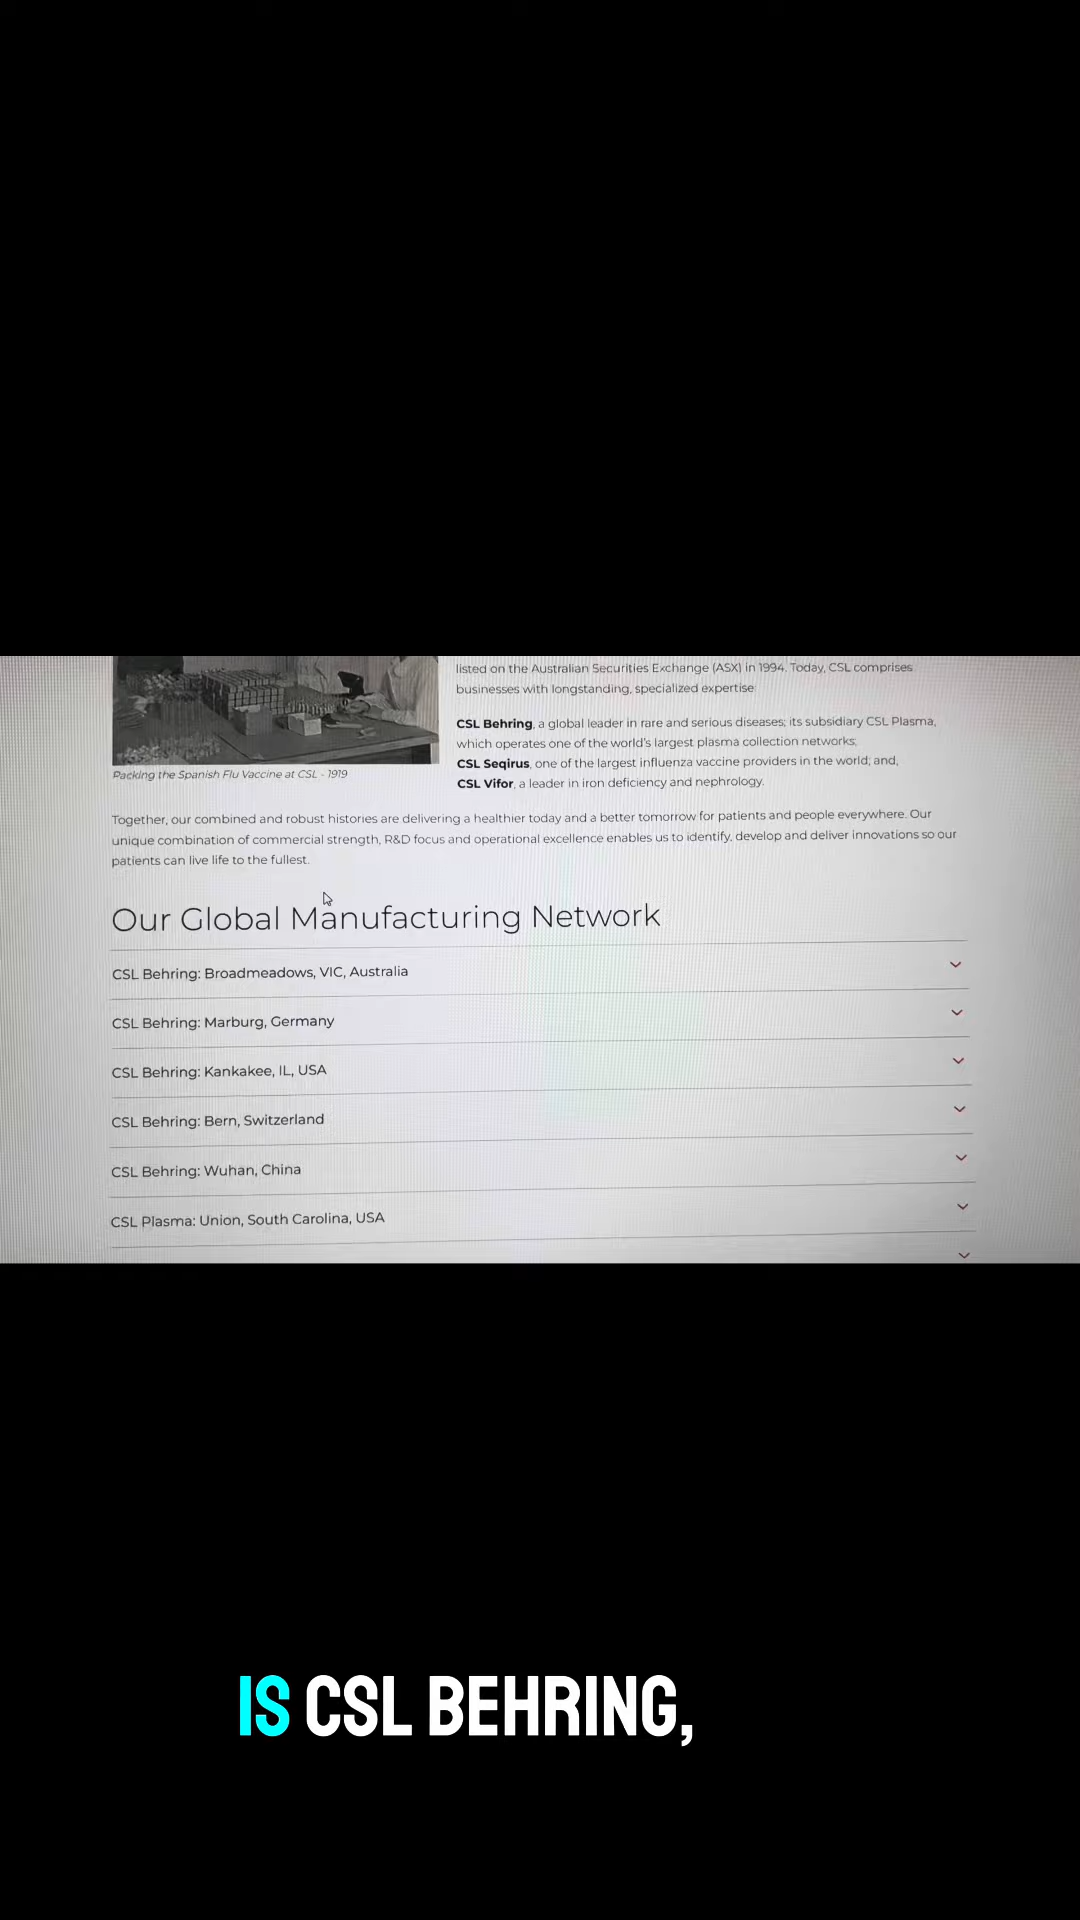 listed on the Australian Securities Exchange (ASX) in 1994. Today, CSL comprises
businesses with longstanding, specialized expertise:
CSL Behring, a global leader in rare and serious diseases; its subsidiary CSL Plasma,
which operates one of the world's largest plasma collection networks;
CSL Seqirus, one of the largest influenza vaccine providers in the world; and,
CSL Vifor, a leader in iron deficiency and nephrology.
Packing the Spanish Flu Vaccine at CSL - 1919
Together, our combined and robust histories are delivering a healthier today and a better tomorrow for patients and people everywhere. Our
unique combination of commercial strength, R&D focus and operational excellence enables us to identify, develop and deliver innovations so our
patients can live life to the fullest.
Our Global Manufacturing Network
CSL Behring: Broadmeadows, VIC, Australia
CSL Behring: Marburg, Germany
CSL Behring: Kankakee, IL, USA
CSL Behring: Bern, Switzerland
CSL Behring: Wuhan, China
CSL Plasma: Union, South Carolina, USA
IS CSL BEHRING,